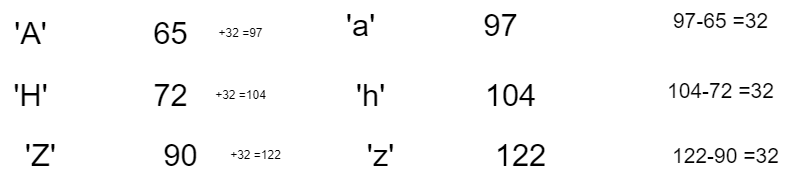 'A' 65 +32 =97 'a' 97 97-65 =32
'H' 72 +32 =104 'h' 104 104-72 =32
'Z' 90 +32 =122 'z' 122 122-90 =32